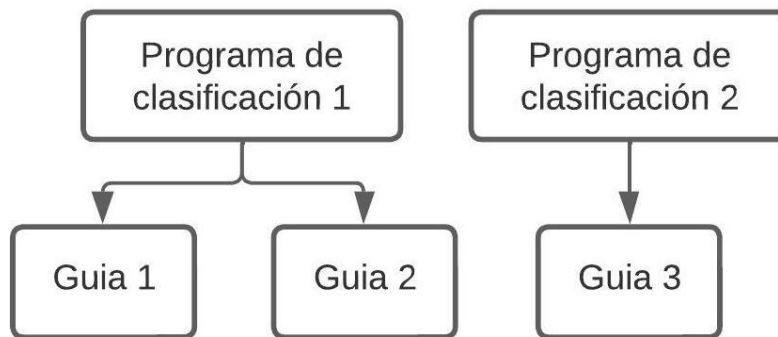 Programa de
clasificación 1
Programa de
clasificación 2
Guia 1
Guia 2
Guia 3